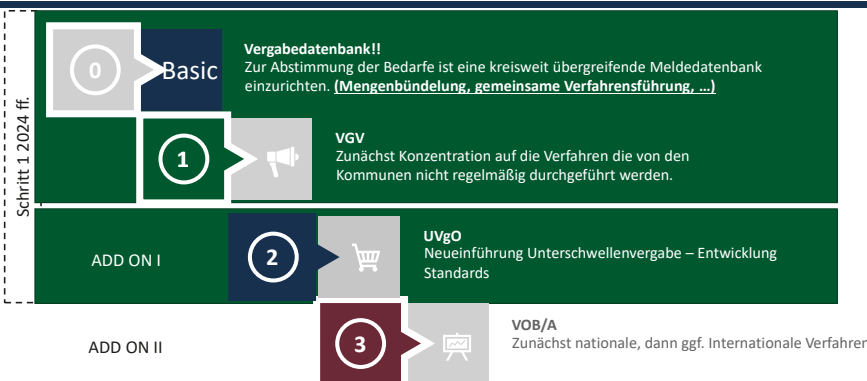 Schritt 1 2024 ff.
0
Basic
Vergabedatenbank!!
Zur Abstimmung der Bedarfe ist eine kreisweit übergreifende Meldedatenbank
einzurichten. (Mengenbündelung, gemeinsame Verfahrensführung, …)
1
VGV
Zunächst Konzentration auf die Verfahren die von den
Kommunen nicht regelmäßig durchgeführt werden.
ADD ON I
2
UVgO
Neueinführung Unterschwellenvergabe – Entwicklung
Standards
ADD ON II
3
VOB/A
Zunächst nationale, dann ggf. Internationale Verfahren